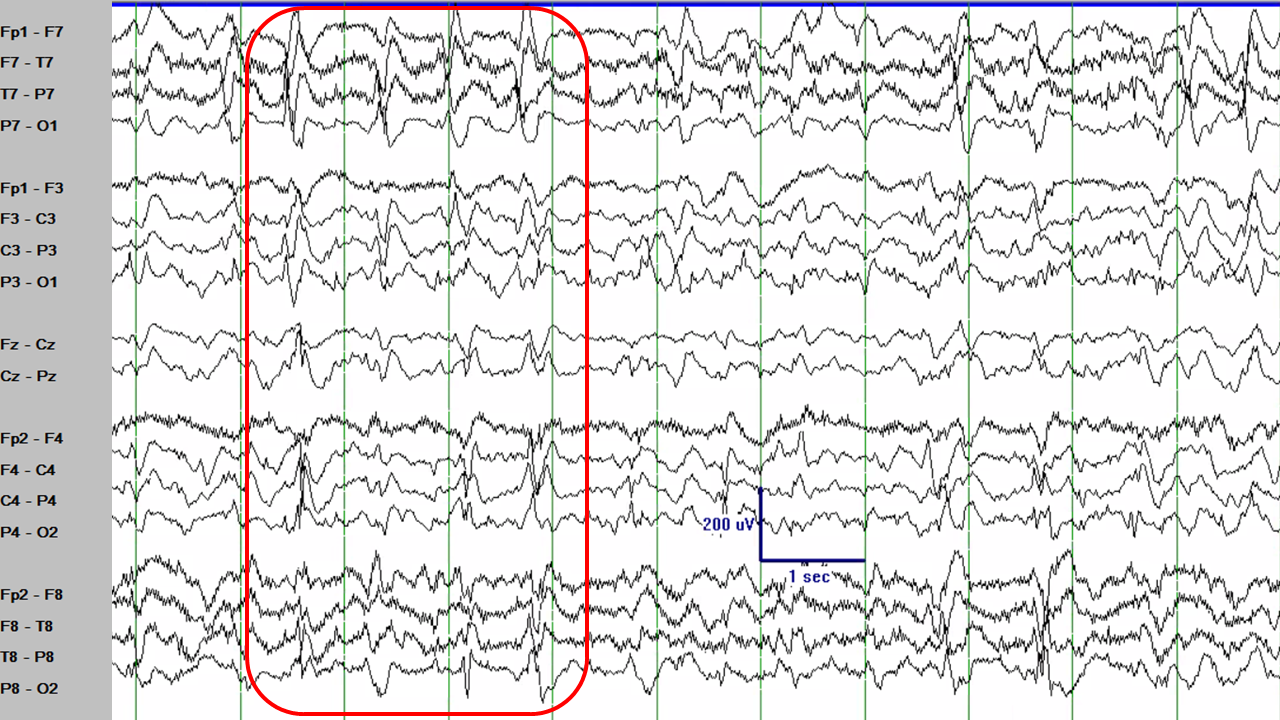 Fp1 - F7
F7 - T7
T7 - P7
P7 - O1
Fp1 - F3
F3 - C3
C3 - P3
P3 - O1
Fz - Cz
Cz - Pz
Fp2 - F4
F4 - C4
C4 - P4
P4 - O2
200 uV
1 sec
Fp2 - F8
F8 - T8
T8 - P8
P8 - O2